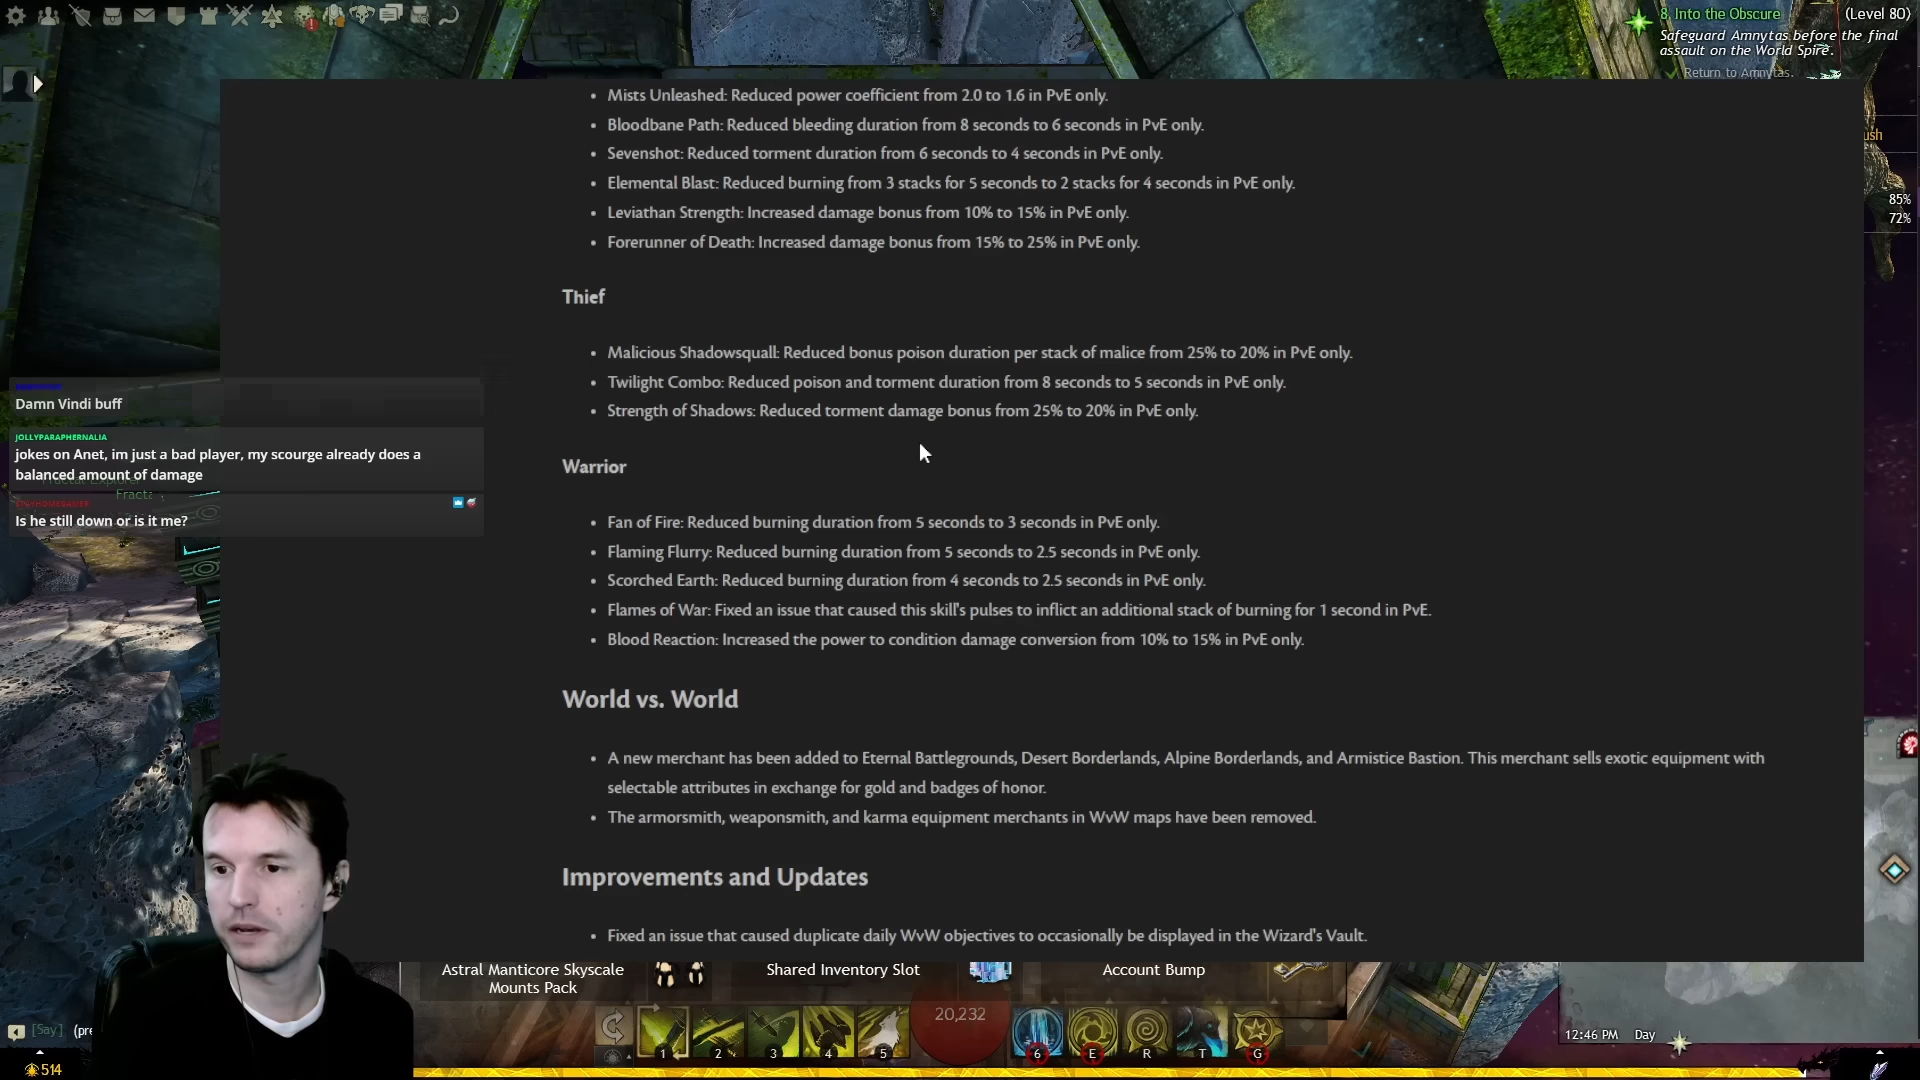 8. Into the Obscure (Level 80)
Safeguard Amnytas before the final
assault on the World Spire.
Return to Amnytas.
ush
85%
72%
• Mists Unleashed: Reduced power coefficient from 2.0 to 1.6 in PvE only.
• Bloodbane Path: Reduced bleeding duration from 8 seconds to 6 seconds in PvE only.
• Sevenshot: Reduced torment duration from 6 seconds to 4 seconds in PvE only.
• Elemental Blast: Reduced burning from 3 stacks for 5 seconds to 2 stacks for 4 seconds in PvE only.
• Leviathan Strength: Increased damage bonus from 10% to 15% in PvE only.
• Forerunner of Death: Increased damage bonus from 15% to 25% in PvE only.
Thief
• Malicious Shadowsquall: Reduced bonus poison duration per stack of malice from 25% to 20% in PvE only.
• Twilight Combo: Reduced poison and torment duration from 8 seconds to 5 seconds in PvE only.
• Strength of Shadows: Reduced torment damage bonus from 25% to 20% in PvE only.
Warrior
• Fan of Fire: Reduced burning duration from 5 seconds to 3 seconds in PvE only.
• Flaming Flurry: Reduced burning duration from 5 seconds to 2.5 seconds in PvE only.
• Scorched Earth: Reduced burning duration from 4 seconds to 2.5 seconds in PvE only.
• Flames of War: Fixed an issue that caused this skill's pulses to inflict an additional stack of burning for 1 second in PvE.
• Blood Reaction: Increased the power to condition damage conversion from 10% to 15% in PvE only.
World vs. World
• A new merchant has been added to Eternal Battlegrounds, Desert Borderlands, Alpine Borderlands, and Armistice Bastion. This merchant sells exotic equipment with
selectable attributes in exchange for gold and badges of honor.
• The armorsmith, weaponsmith, and karma equipment merchants in WvW maps have been removed.
Improvements and Updates
• Fixed an issue that caused duplicate daily WvW objectives to occasionally be displayed in the Wizard's Vault.
Damn Vindi buff
JOLLYPARAPHERNALIA
jokes on Anet, im just a bad player, my scourge already does a
balanced amount of damage
Fracta
Is he still down or is it me?
Astral Manticore Skyscale
Mounts Pack
Shared Inventory Slot
Account Bump
[Say] (pre
20,232
1 2 3 4 5 6 E R T G
12:46 PM Day
514